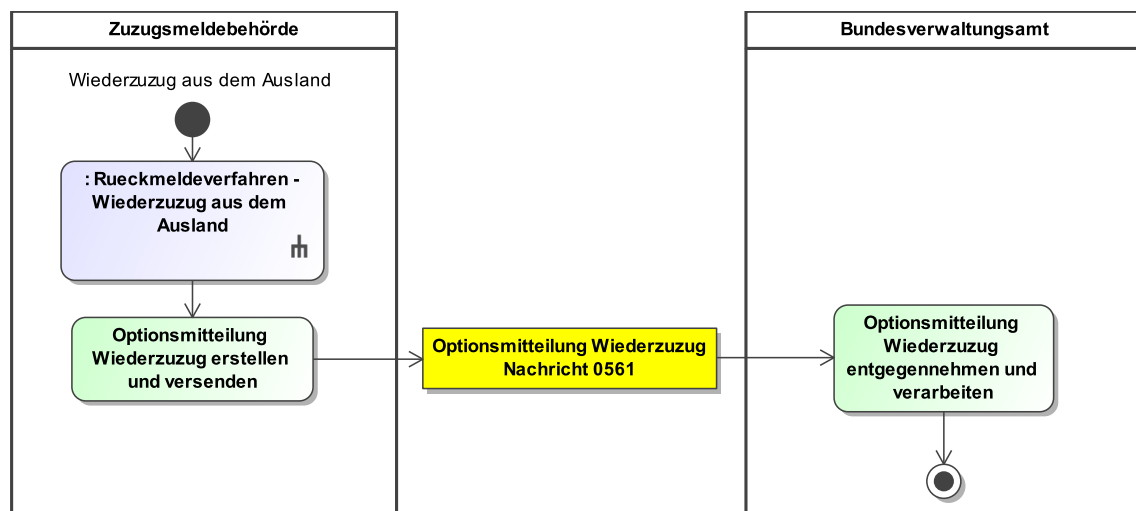 Zuzugsmeldebehörde
Bundesverwaltungsamt
Wiederzuzug aus dem Ausland
: Rueckmeldeverfahren -
Wiederzuzug aus dem
Ausland
Optionsmitteilung
Wiederzuzug erstellen
und versenden
Optionsmitteilung Wiederzuzug
Nachricht 0561
Optionsmitteilung
Wiederzuzug
entgegennehmen und
verarbeiten